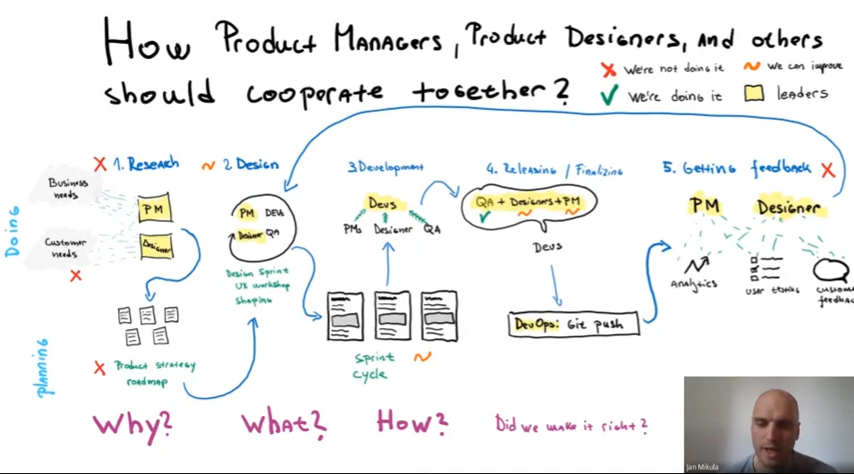 How Product Managers, Product Designers, and others
should cooperate together?
✗ We're not doing it
~ We can improve
✓ We're doing it
leaders
✗ 1. Research
~ 2. Design
3. Development
4. Releasing / Finalizing
5. Getting feedback ✗
Doing
Planning
Business
needs
Customer
needs
✗
PM
Designer
✗ Product strategy
roadmap
PM Devs
Designer QA
Design Sprint
UX workshop
Shaping
Devs
PMs Designer QA
Sprint
cycle
~
QA + Designers + PM
✓ ~ ~
Devs
DevOps: Git push
PM Designer
Analytics
user testing
Customer
feedback
Why?
What?
How?
Did we make it right?
Jan Mikula